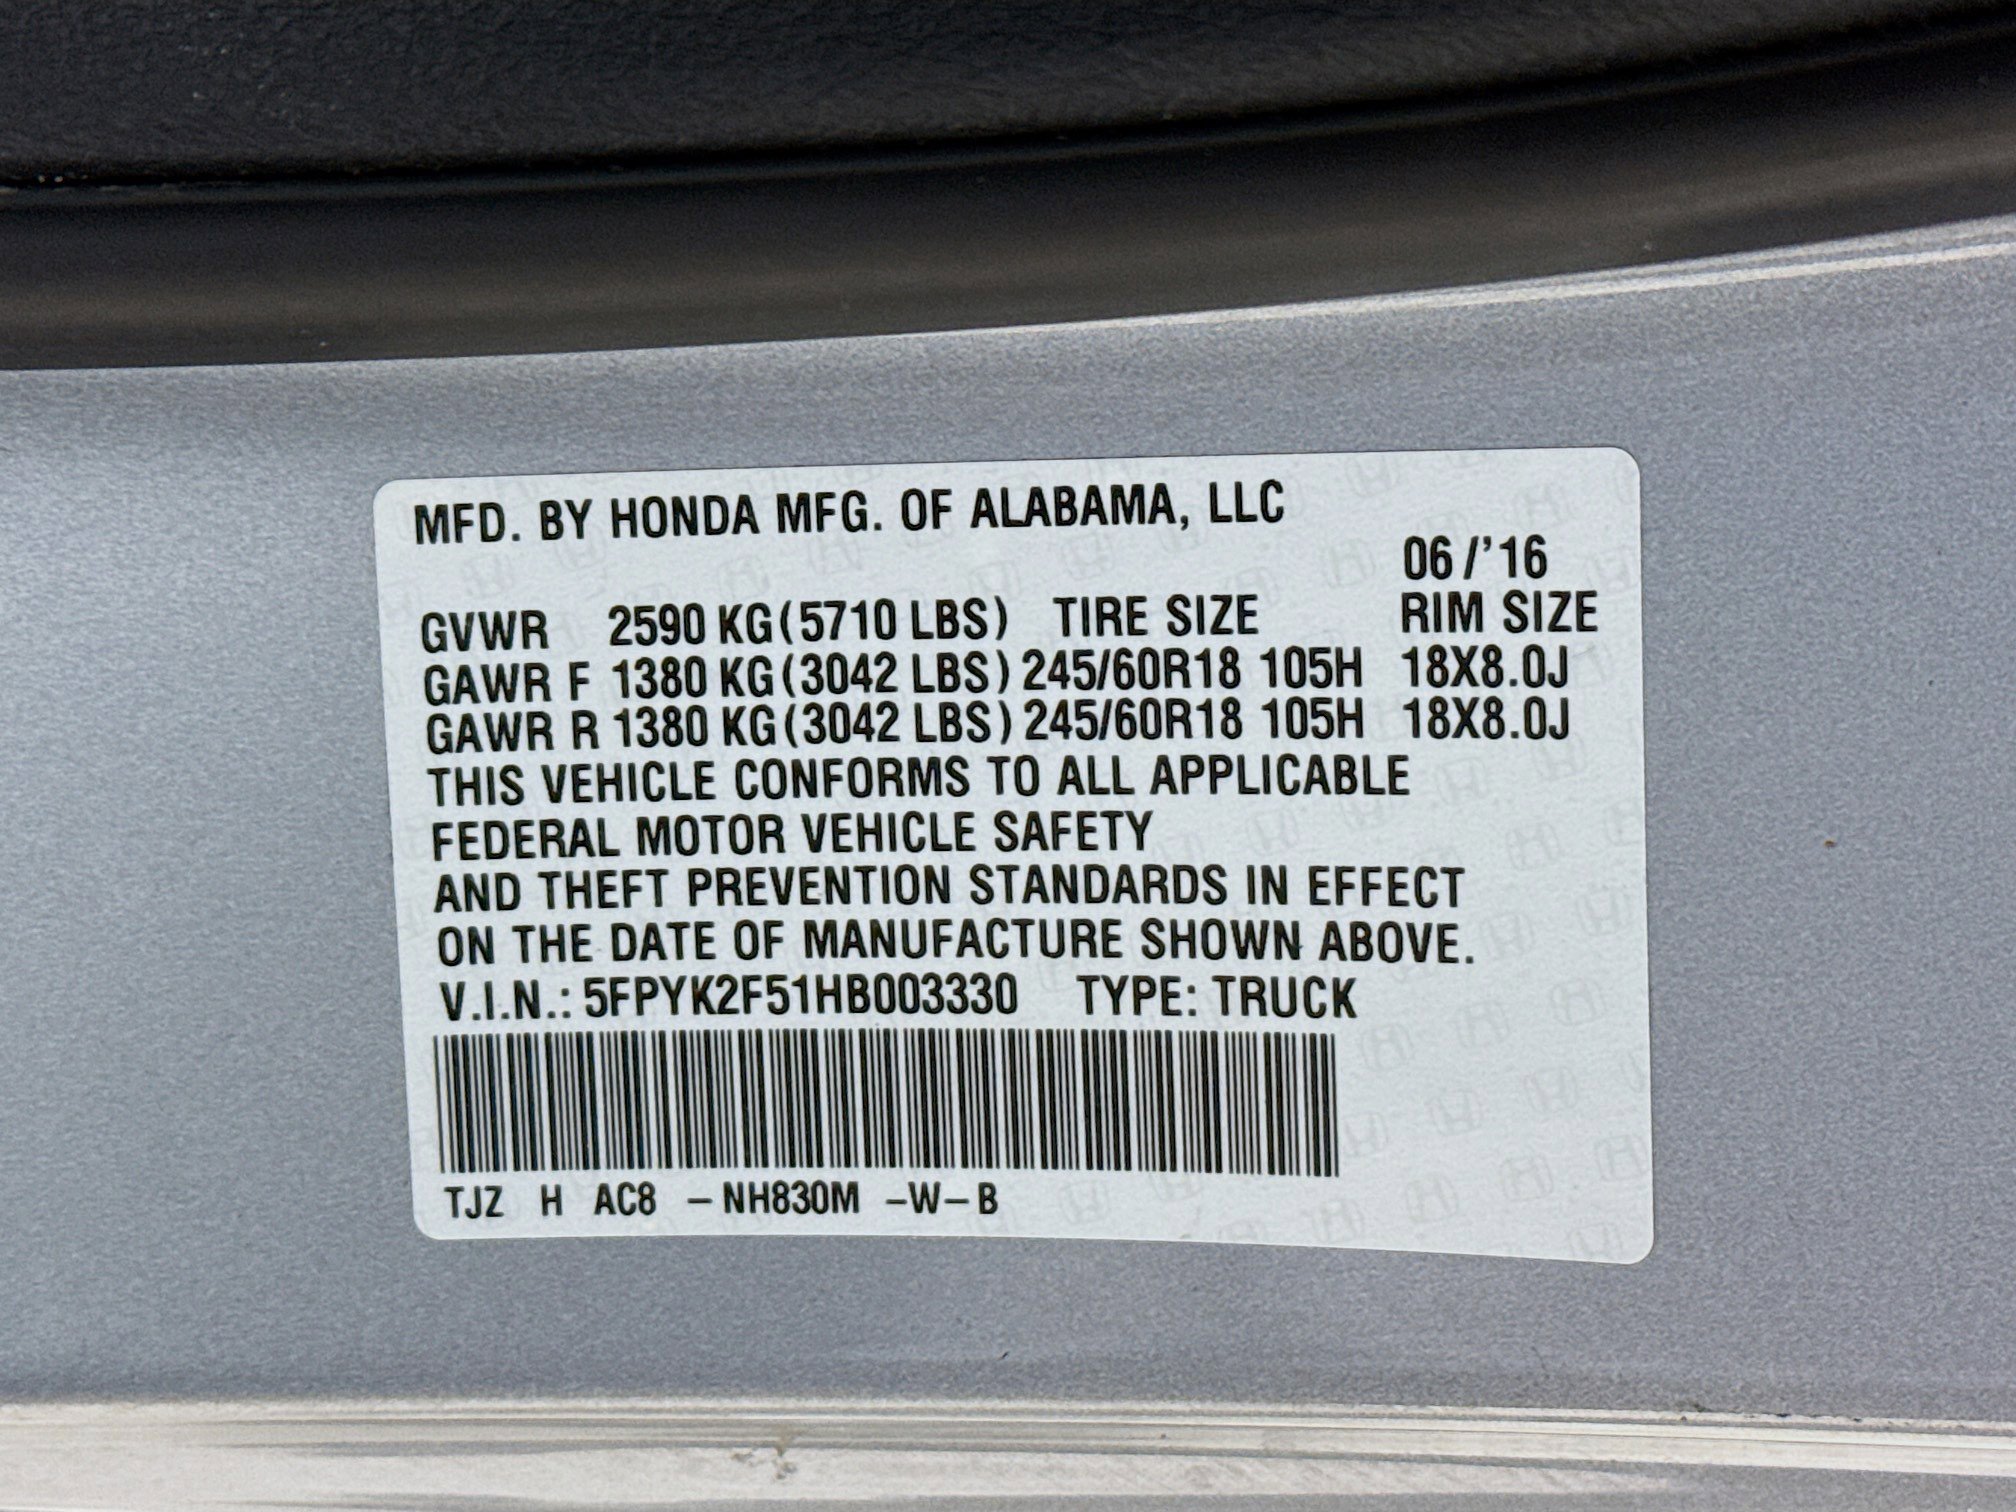 MFD. BY HONDA MFG. OF ALABAMA, LLC
06 /'16
GVWR 2590 KG (5710 LBS) TIRE SIZE RIM SIZE
GAWR F 1380 KG (3042 LBS) 245/60R18 105H 18X8.0J
GAWR R 1380 KG (3042 LBS) 245/60R18 105H 18X8.0J
THIS VEHICLE CONFORMS TO ALL APPLICABLE
FEDERAL MOTOR VEHICLE SAFETY
AND THEFT PREVENTION STANDARDS IN EFFECT
ON THE DATE OF MANUFACTURE SHOWN ABOVE.
V.I.N.: 5FPYK2F51HB003330 TYPE: TRUCK
TJZ H AC8 -NH830M -W-B